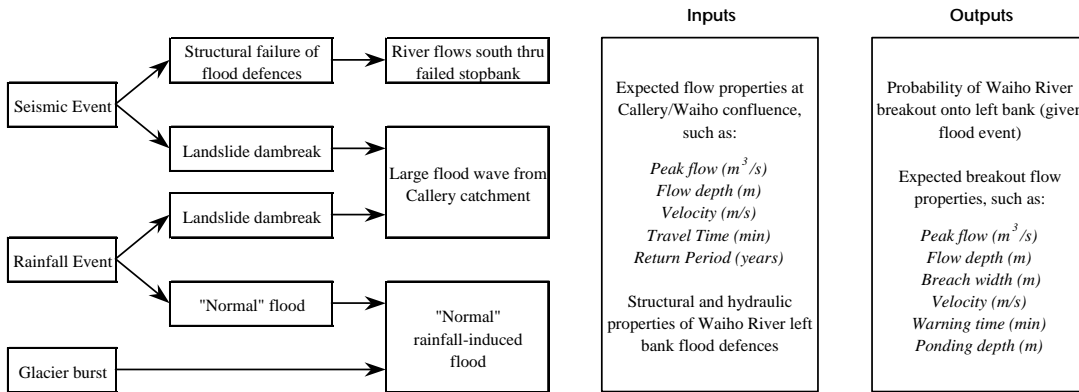 Inputs
Outputs
Structural failure of
flood defences
River flows south thru
failed stopbank
Seismic Event
Landslide dambreak
Large flood wave from
Callery catchment
Landslide dambreak
Rainfall Event
"Normal" flood
"Normal"
rainfall-induced
flood
Glacier burst
Expected flow properties at
Callery/Waiho confluence,
such as:
Peak flow (m³/s)
Flow depth (m)
Velocity (m/s)
Travel Time (min)
Return Period (years)
Structural and hydraulic
properties of Waiho River left
bank flood defences
Probability of Waiho River
breakout onto left bank (given
flood event)
Expected breakout flow
properties, such as:
Peak flow (m³/s)
Flow depth (m)
Breach width (m)
Velocity (m/s)
Warning time (min)
Ponding depth (m)